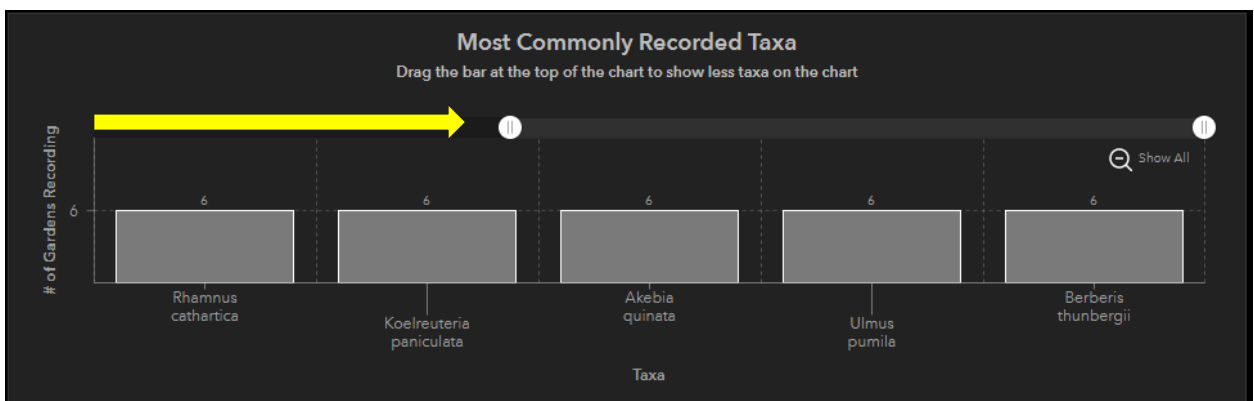 Most Commonly Recorded Taxa
Drag the bar at the top of the chart to show less taxa on the chart
# of Gardens Recording
Show All
6
6
6
6
6
6
Rhamnus
cathartica
Koelreuteria
paniculata
Akebia
quinata
Ulmus
pumila
Berberis
thunbergii
Taxa